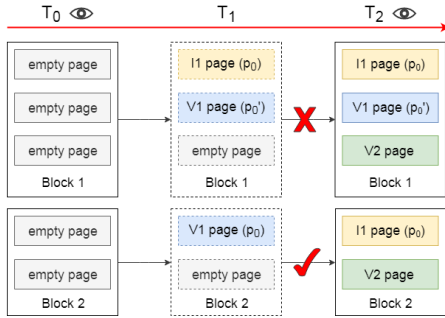 T0 T1 T2
empty page I1 page (p0) I1 page (p0)
empty page V1 page (p0') V1 page (p0')
empty page empty page V2 page
Block 1 Block 1 Block 1
empty page V1 page (p0) I1 page (p0)
empty page empty page V2 page
Block 2 Block 2 Block 2